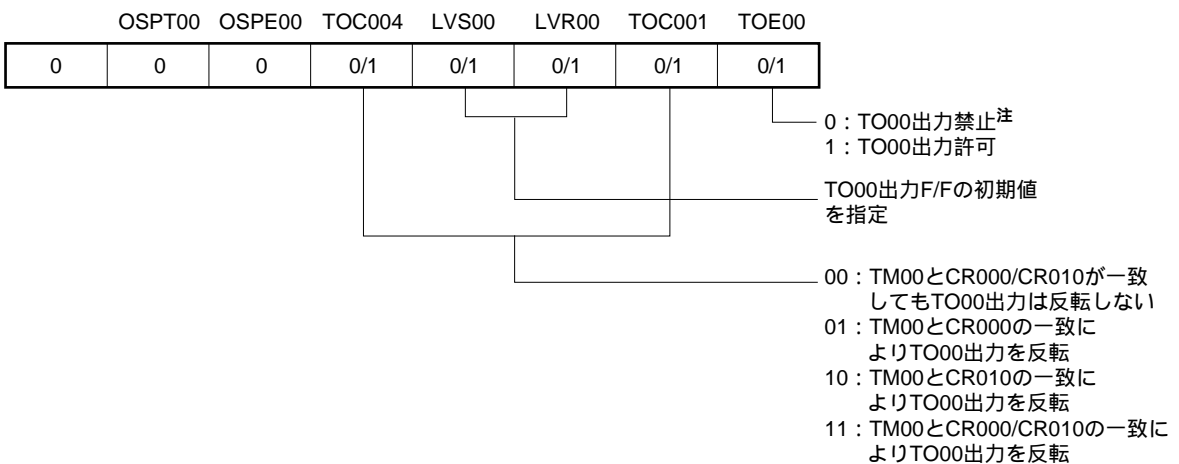 OSPT00 OSPE00 TOC004 LVS00 LVR00 TOC001 TOE00
0 0 0 0/1 0/1 0/1 0/1 0/1
0：TO00出力禁止注
1：TO00出力許可
TO00出力F/Fの初期値
を指定
00：TM00とCR000/CR010が一致
してもTO00出力は反転しない
01：TM00とCR000の一致に
よりTO00出力を反転
10：TM00とCR010の一致に
よりTO00出力を反転
11：TM00とCR000/CR010の一致に
よりTO00出力を反転